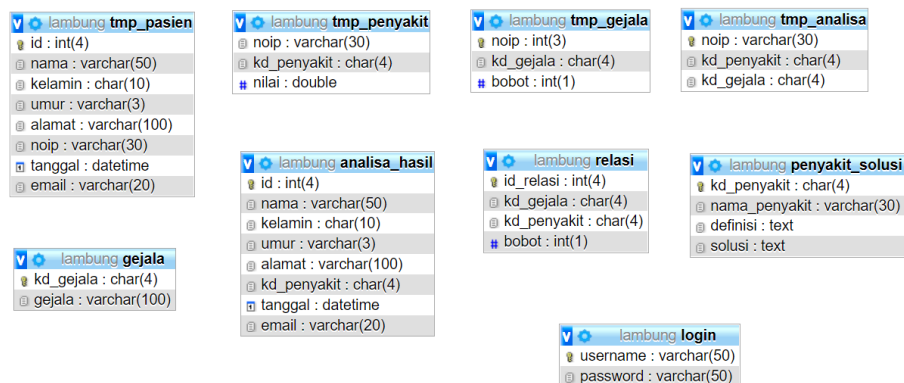 lambung tmp_pasien
id : int(4)
nama : varchar(50)
kelamin : char(10)
umur : varchar(3)
alamat : varchar(100)
noip : varchar(30)
tanggal : datetime
email : varchar(20)
lambung tmp_penyakit
noip : varchar(30)
kd_penyakit : char(4)
nilai : double
lambung tmp_gejala
noip : int(3)
kd_gejala : char(4)
bobot : int(1)
lambung tmp_analisa
noip : varchar(30)
kd_penyakit : char(4)
kd_gejala : char(4)
lambung analisa_hasil
id : int(4)
nama : varchar(50)
kelamin : char(10)
umur : varchar(3)
alamat : varchar(100)
kd_penyakit : char(4)
tanggal : datetime
email : varchar(20)
lambung relasi
id_relasi : int(4)
kd_gejala : char(4)
kd_penyakit : char(4)
bobot : int(1)
lambung penyakit_solusi
kd_penyakit : char(4)
nama_penyakit : varchar(30)
definisi : text
solusi : text
lambung gejala
kd_gejala : char(4)
gejala : varchar(100)
lambung login
username : varchar(50)
password : varchar(50)